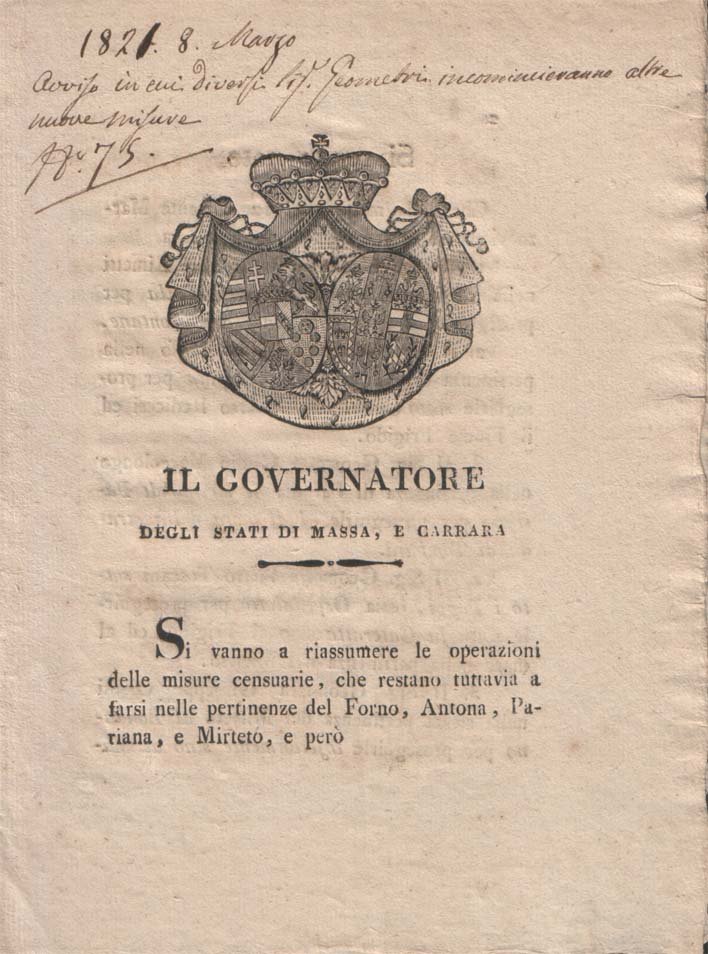 1821. 8. Marzo
Avviso in cui diversi Sig. Geometri incomincieranno altre
nuove misure
N. 75.
IL GOVERNATORE
DEGLI STATI DI MASSA, E CARRARA
Si vanno a riassumere le operazioni
delle misure censuarie, che restano tuttavia a
farsi nelle pertinenze del Forno, Antona, Pa-
riana, e Mirteto, e però